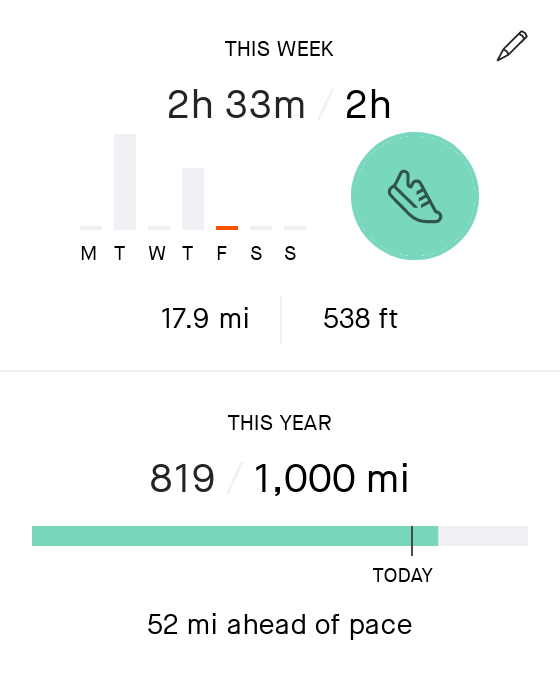 THIS WEEK
2h 33m / 2h
M T W T F S S
17.9 mi 538 ft
THIS YEAR
819 / 1,000 mi
TODAY
52 mi ahead of pace